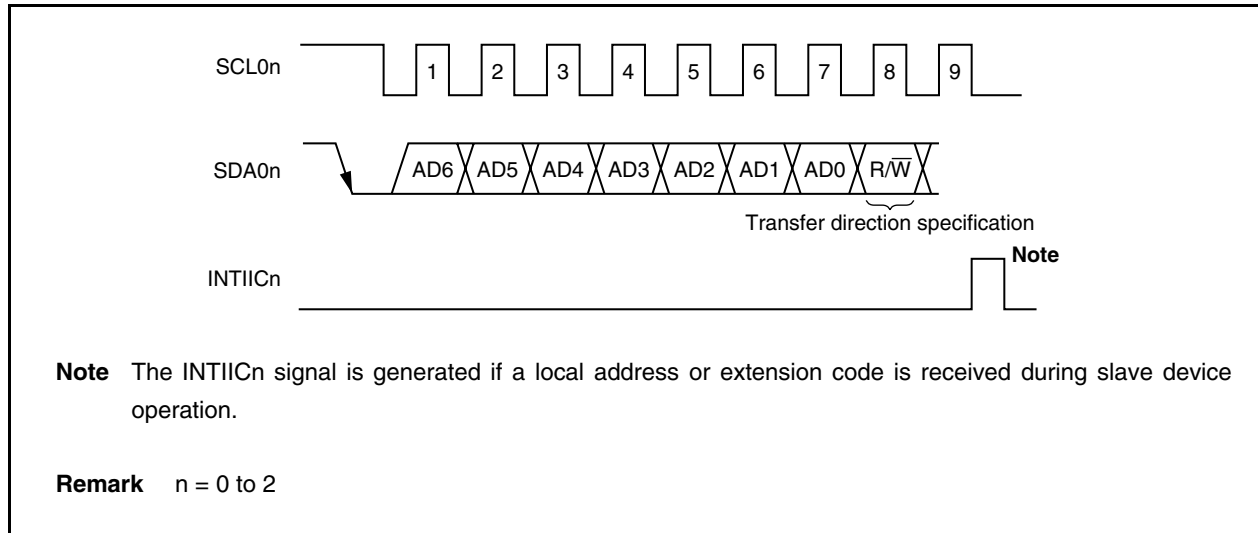 SCL0n
1 2 3 4 5 6 7 8 9
SDA0n
AD6 AD5 AD4 AD3 AD2 AD1 AD0 R/W̅
Transfer direction specification
INTIICn
Note
Note The INTIICn signal is generated if a local address or extension code is received during slave device
operation.
Remark n = 0 to 2